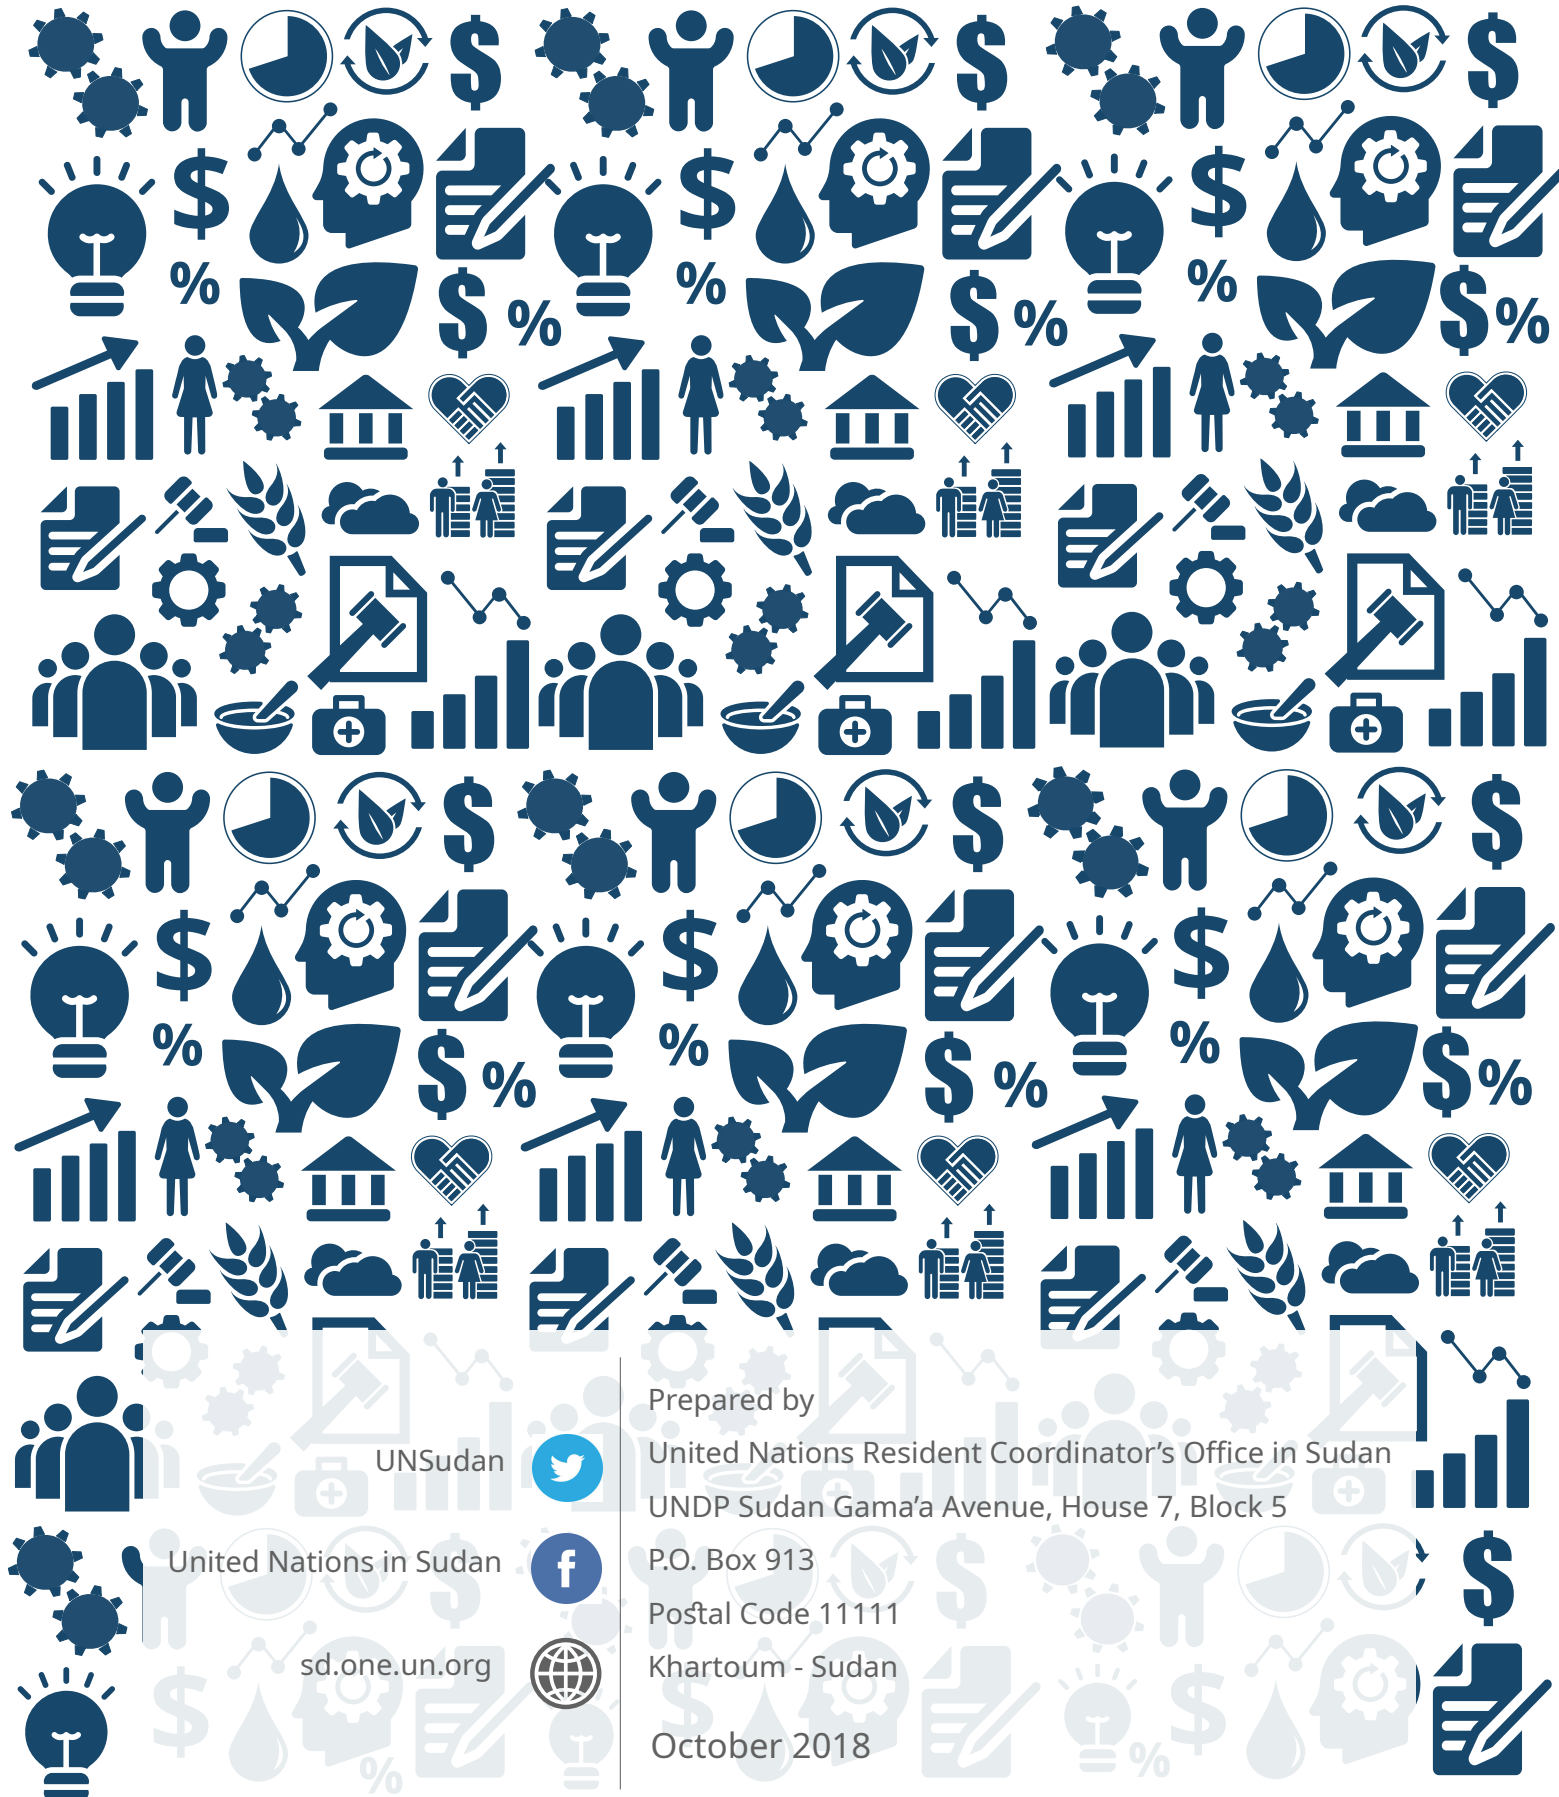 UNSudan
United Nations in Sudan
sd.one.un.org
Prepared by
United Nations Resident Coordinator’s Office in Sudan
UNDP Sudan Gama’a Avenue, House 7, Block 5
P.O. Box 913
Postal Code 11111
Khartoum - Sudan
October 2018